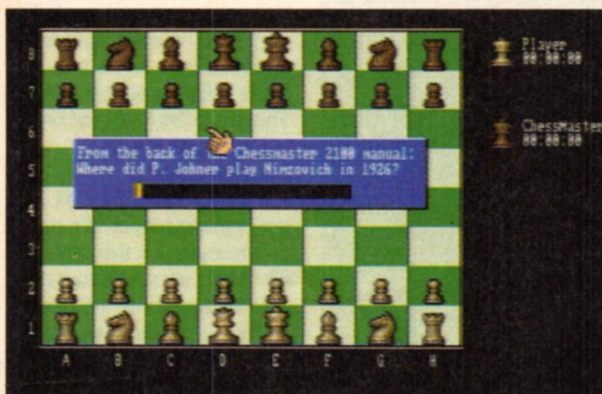 Player
00:00:00
ChessMaster
00:00:00
From the back of Chessmaster 2100 manual:
Where did P. Johner play Nimzovich in 1926?
8
7
6
5
4
3
2
1
A B C D E F G H